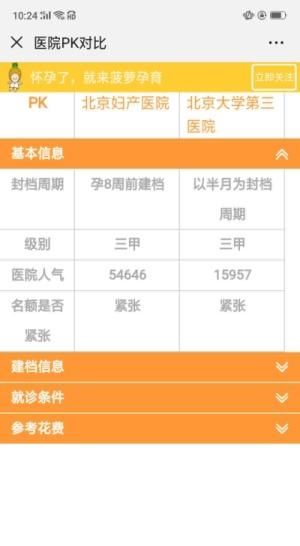 10:24
医院PK对比
怀孕了，就来菠萝孕育 立即关注
PK 北京妇产医院 北京大学第三
医院
基本信息
封档周期 孕8周前建档 以半月为封档
周期
级别 三甲 三甲
医院人气 54646 15957
名额是否 紧张 紧张
紧张
建档信息
就诊条件
参考花费